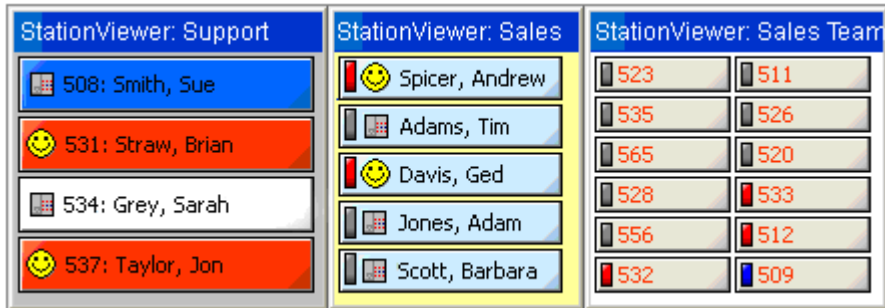 StationViewer: Support
508: Smith, Sue
531: Straw, Brian
534: Grey, Sarah
537: Taylor, Jon
StationViewer: Sales
Spicer, Andrew
Adams, Tim
Davis, Ged
Jones, Adam
Scott, Barbara
StationViewer: Sales Team
523 511
535 526
565 520
528 533
556 512
532 509